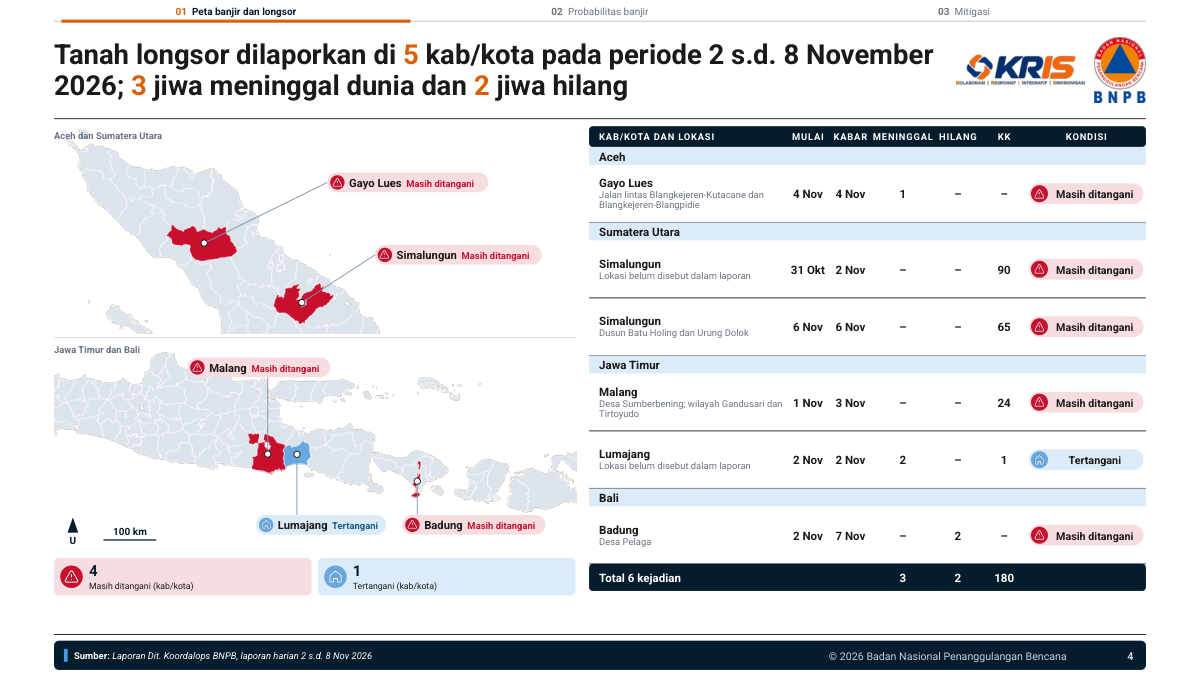 01 Peta banjir dan longsor
02 Probabilitas banjir
03 Mitigasi
Tanah longsor dilaporkan di 5 kab/kota pada periode 2 s.d. 8 November
2026; 3 jiwa meninggal dunia dan 2 jiwa hilang
KRIS
KOLABORASI | RESPONSIF | INTEGRATIF | SINKRONISASI
BADAN NASIONAL
PENANGGULANGAN BENCANA
BNPB
Aceh dan Sumatera Utara
Gayo Lues Masih ditangani
Simalungun Masih ditangani
Jawa Timur dan Bali
Malang Masih ditangani
Lumajang Tertangani
Badung Masih ditangani
U
100 km
4
Masih ditangani (kab/kota)
1
Tertangani (kab/kota)
KAB/KOTA DAN LOKASI MULAI KABAR MENINGGAL HILANG KK KONDISI
Aceh
Gayo Lues
Jalan lintas Blangkejeren-Kutacane dan
Blangkejeren-Blangpidie
4 Nov 4 Nov 1 – – Masih ditangani
Sumatera Utara
Simalungun
Lokasi belum disebut dalam laporan
31 Okt 2 Nov – – 90 Masih ditangani
Simalungun
Dusun Batu Holing dan Urung Dolok
6 Nov 6 Nov – – 65 Masih ditangani
Jawa Timur
Malang
Desa Sumberbening; wilayah Gandusari dan
Tirtoyudo
1 Nov 3 Nov – – 24 Masih ditangani
Lumajang
Lokasi belum disebut dalam laporan
2 Nov 2 Nov 2 – 1 Tertangani
Bali
Badung
Desa Pelaga
2 Nov 7 Nov – 2 – Masih ditangani
Total 6 kejadian 3 2 180
Sumber: Laporan Dit. Koordalops BNPB, laporan harian 2 s.d. 8 Nov 2026
© 2026 Badan Nasional Penanggulangan Bencana
4